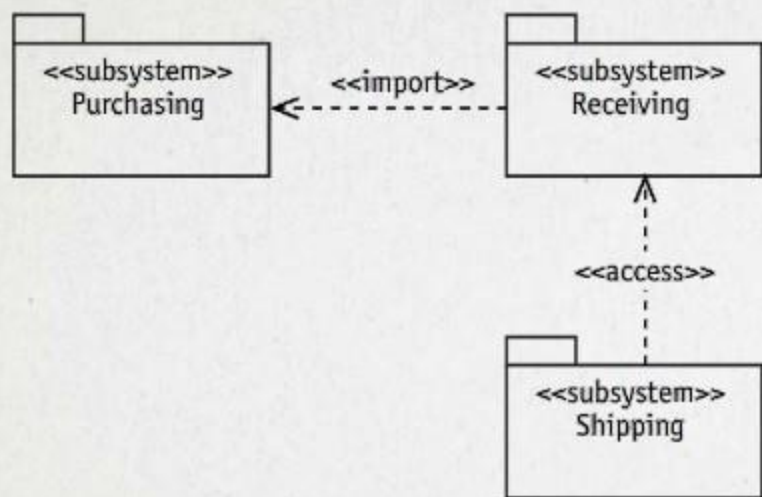 <<subsystem>>
Purchasing
<<import>>
<<subsystem>>
Receiving
<<access>>
<<subsystem>>
Shipping